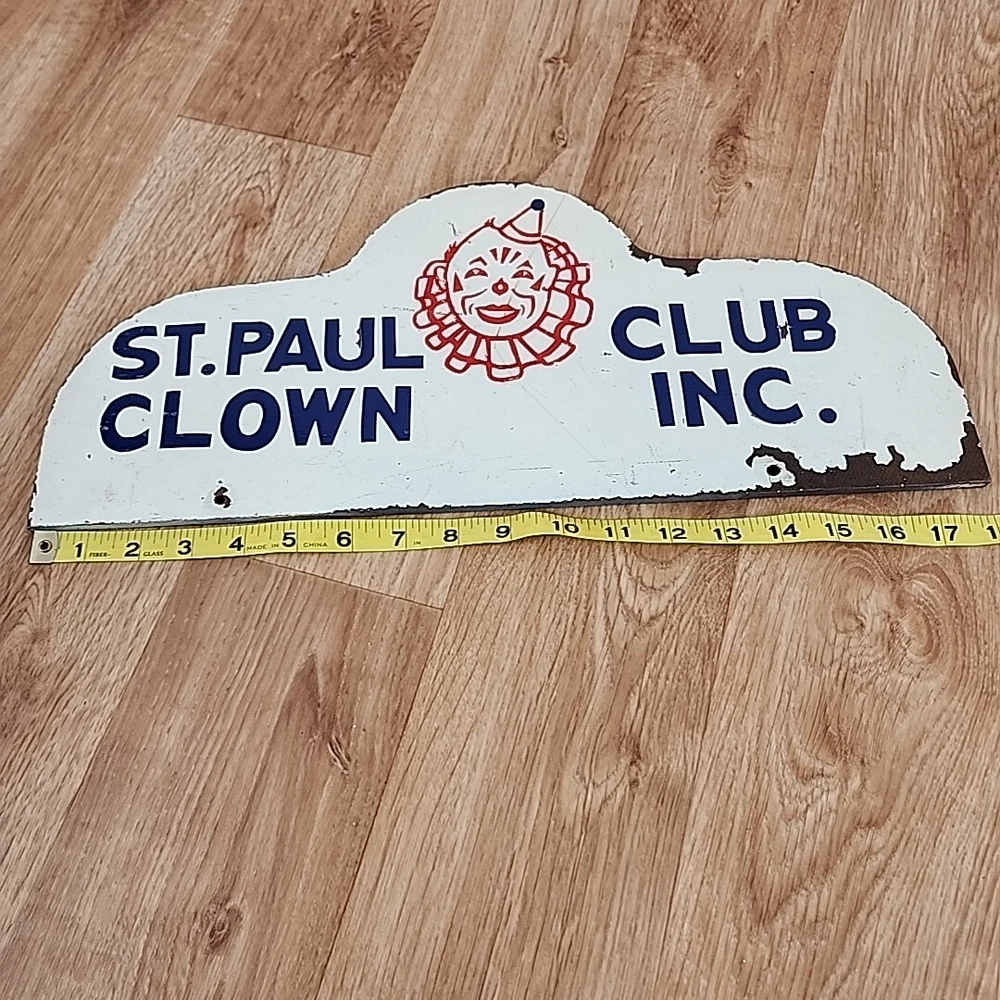 ST. PAUL CLUB
CLOWN INC.
1 FIBER- 2 GLASS 3 4 MADE IN 5 CHINA 6 7 IN 8 9 10 11 12 13 14 15 16 17